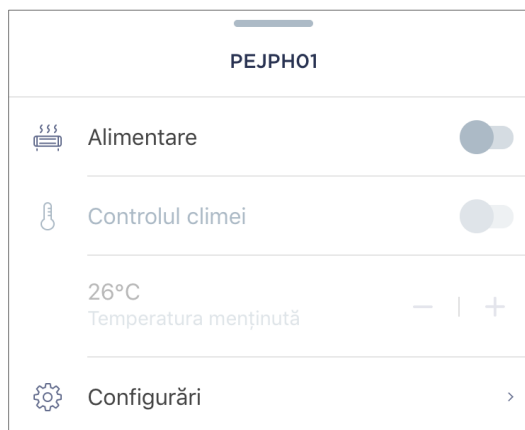 PEJPH01
Alimentare
Controlul climei
26°C
Temperatura menținută
Configurări